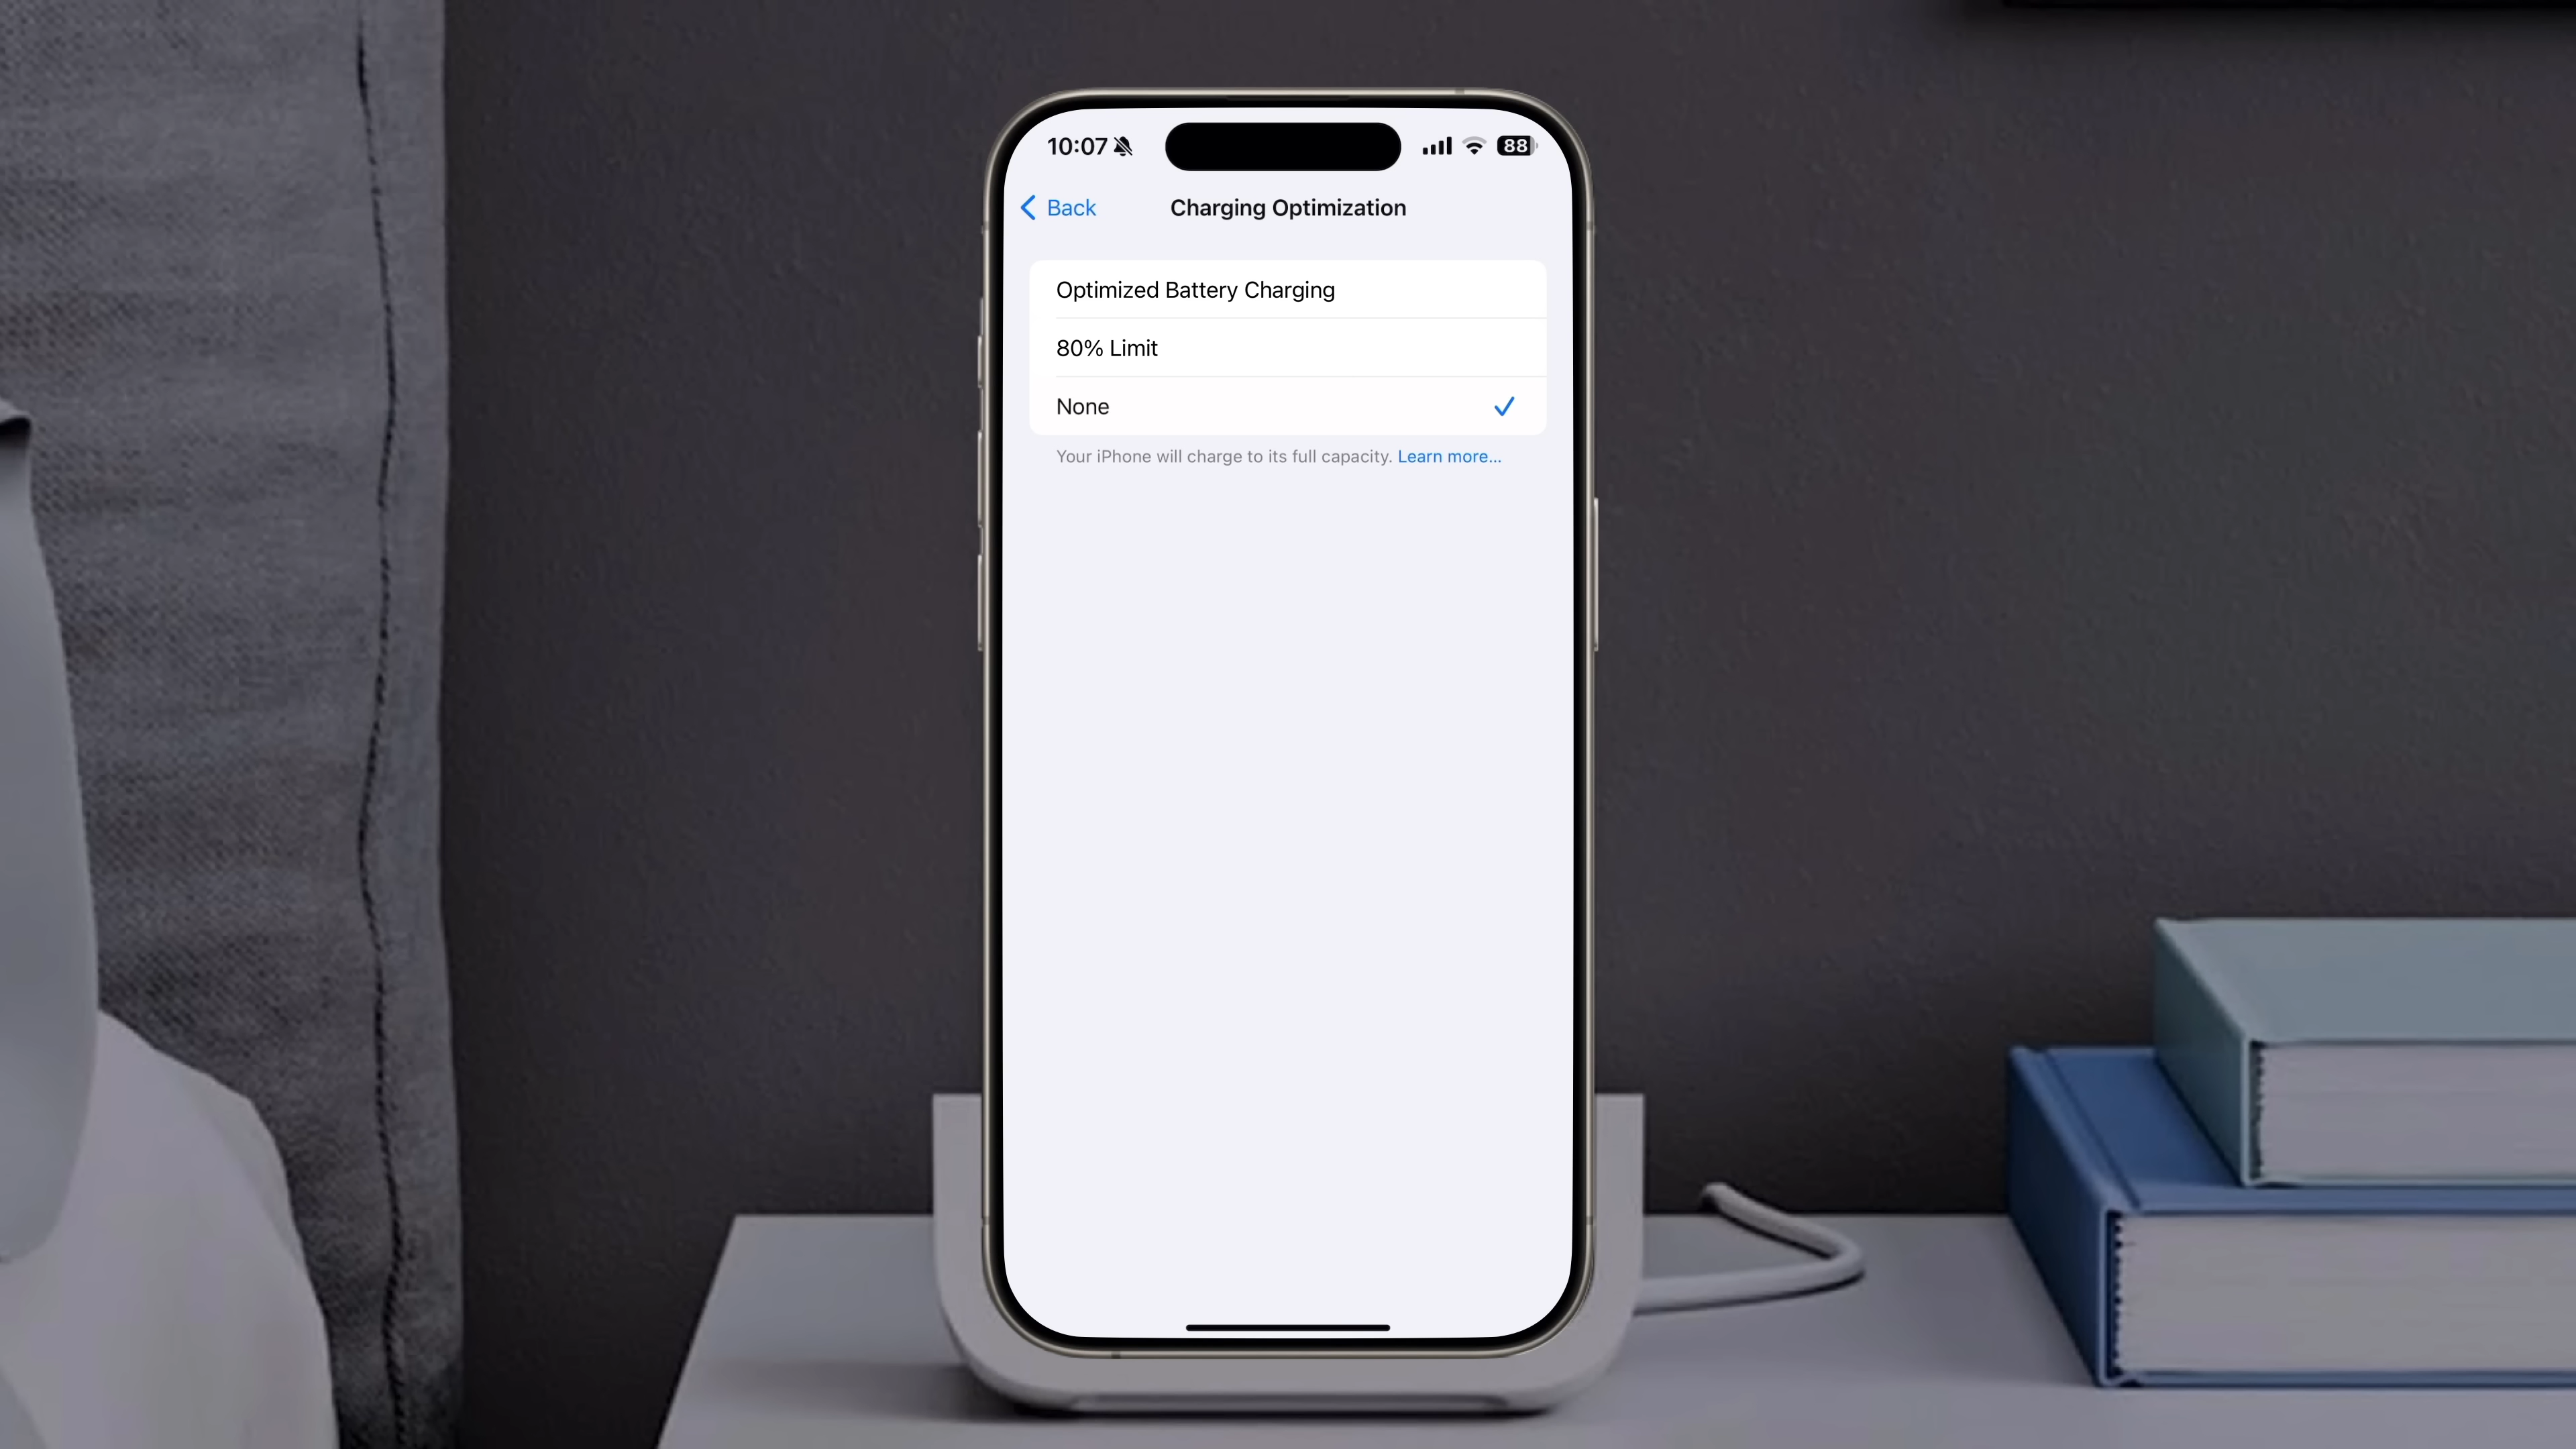 10:07
88
Back
Charging Optimization
Optimized Battery Charging
80% Limit
None
Your iPhone will charge to its full capacity. Learn more...